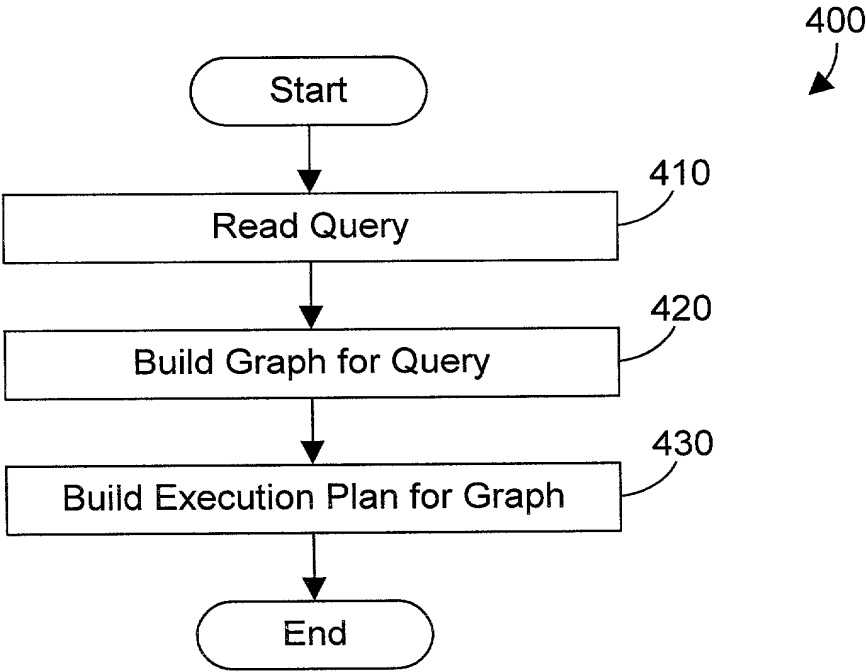 400
Start
410
Read Query
420
Build Graph for Query
430
Build Execution Plan for Graph
End